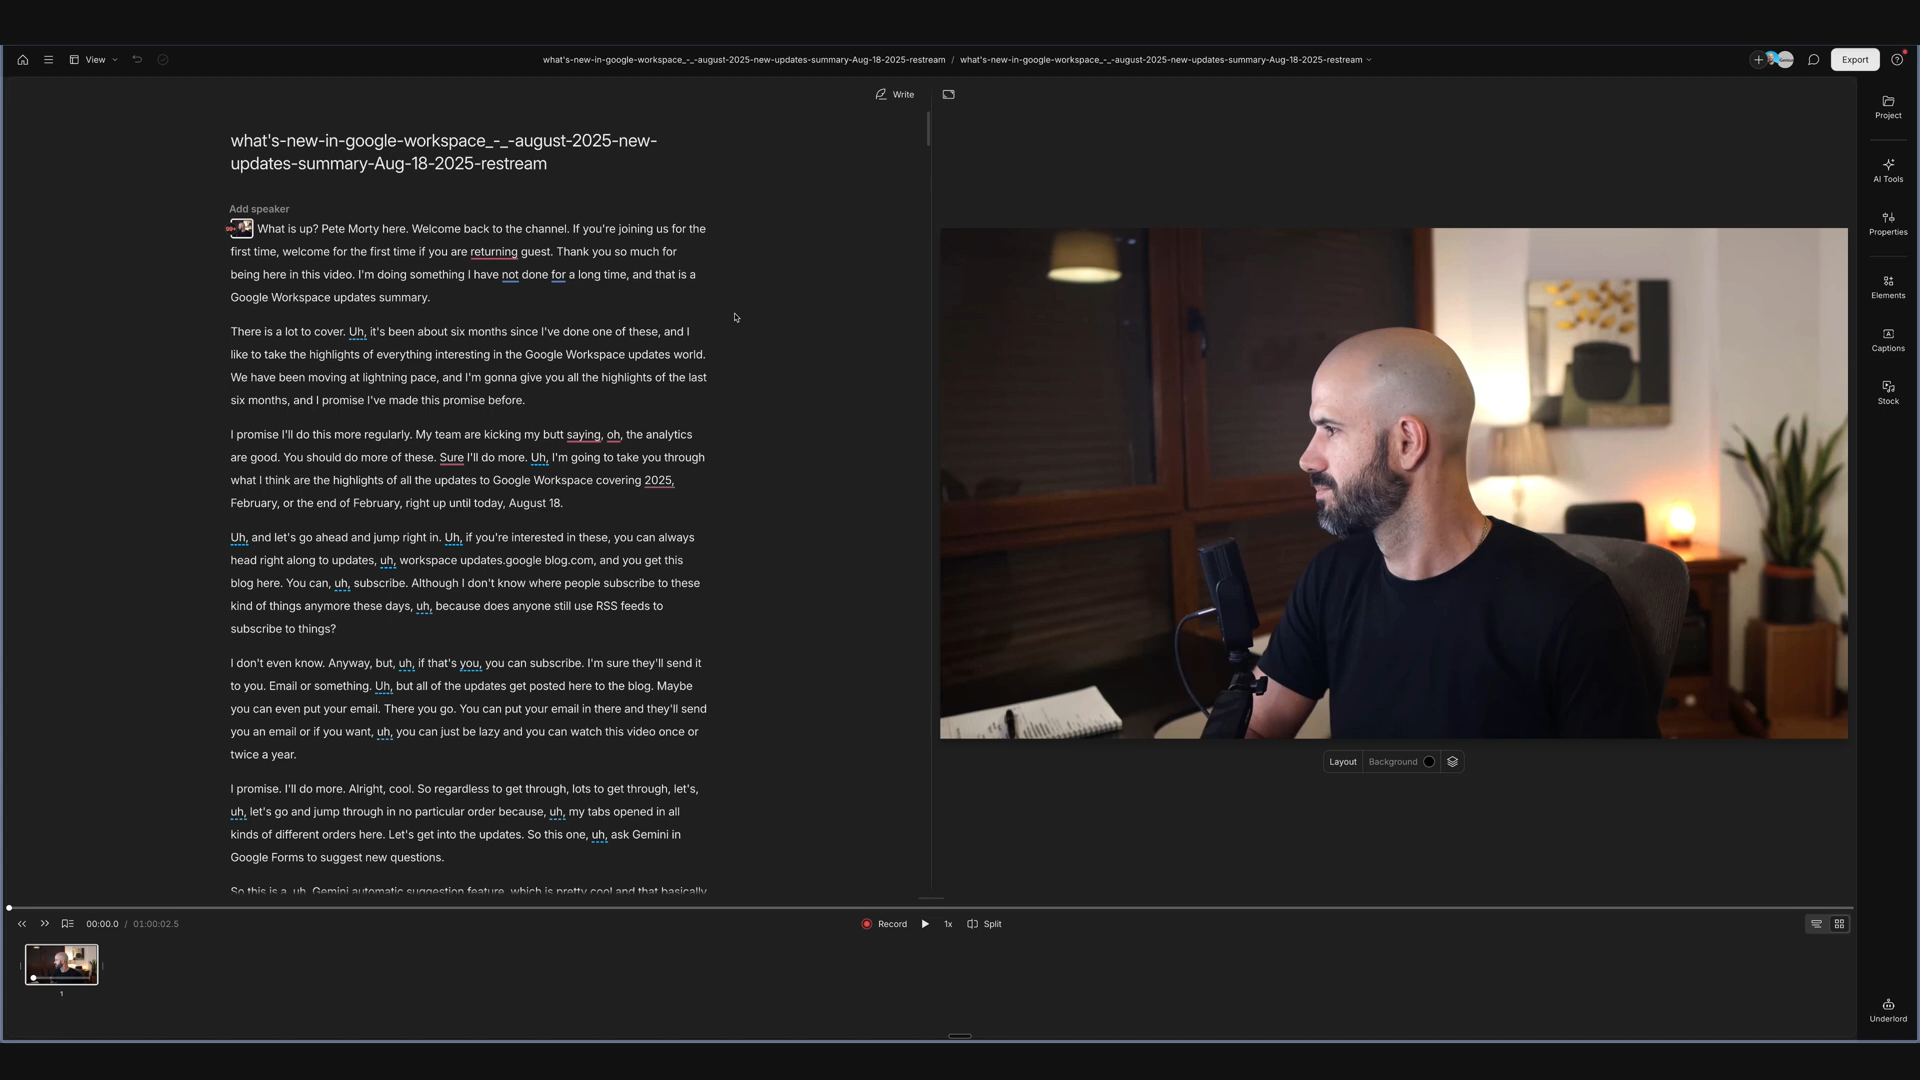 View
what's-new-in-google-workspace_-_-august-2025-new-updates-summary-Aug-18-2025-restream / what's-new-in-google-workspace_-_-august-2025-new-updates-summary-Aug-18-2025-restream
Export
Write
Project
what's-new-in-google-workspace_-_-august-2025-new-
updates-summary-Aug-18-2025-restream
AI Tools
Properties
Elements
Captions
Stock
Add speaker
99+ What is up? Pete Morty here. Welcome back to the channel. If you're joining us for the
first time, welcome for the first time if you are returning guest. Thank you so much for
being here in this video. I'm doing something I have not done for a long time, and that is a
Google Workspace updates summary.
There is a lot to cover. Uh, it's been about six months since I've done one of these, and I
like to take the highlights of everything interesting in the Google Workspace updates world.
We have been moving at lightning pace, and I'm gonna give you all the highlights of the last
six months, and I promise I've made this promise before.
I promise I'll do this more regularly. My team are kicking my butt saying, oh, the analytics
are good. You should do more of these. Sure I'll do more. Uh, I'm going to take you through
what I think are the highlights of all the updates to Google Workspace covering 2025,
February, or the end of February, right up until today, August 18.
Uh, and let's go ahead and jump right in. Uh, if you're interested in these, you can always
head right along to updates, uh, workspace updates.google blog.com, and you get this
blog here. You can, uh, subscribe. Although I don't know where people subscribe to these
kind of things anymore these days, uh, because does anyone still use RSS feeds to
subscribe to things?
I don't even know. Anyway, but, uh, if that's you, you can subscribe. I'm sure they'll send it
to you. Email or something. Uh, but all of the updates get posted here to the blog. Maybe
you can even put your email. There you go. You can put your email in there and they'll send
you an email or if you want, uh, you can just be lazy and you can watch this video once or
twice a year.
I promise. I'll do more. Alright, cool. So regardless to get through, lots to get through, let's,
uh, let's go and jump through in no particular order because, uh, my tabs opened in all
kinds of different orders here. Let's get into the updates. So this one, uh, ask Gemini in
Google Forms to suggest new questions.
So this is a, uh, Gemini automatic suggestion feature, which is pretty cool and that basically
Layout
Background
00:00.0 / 01:00:02.5
Record
1x
Split
1
Underlord